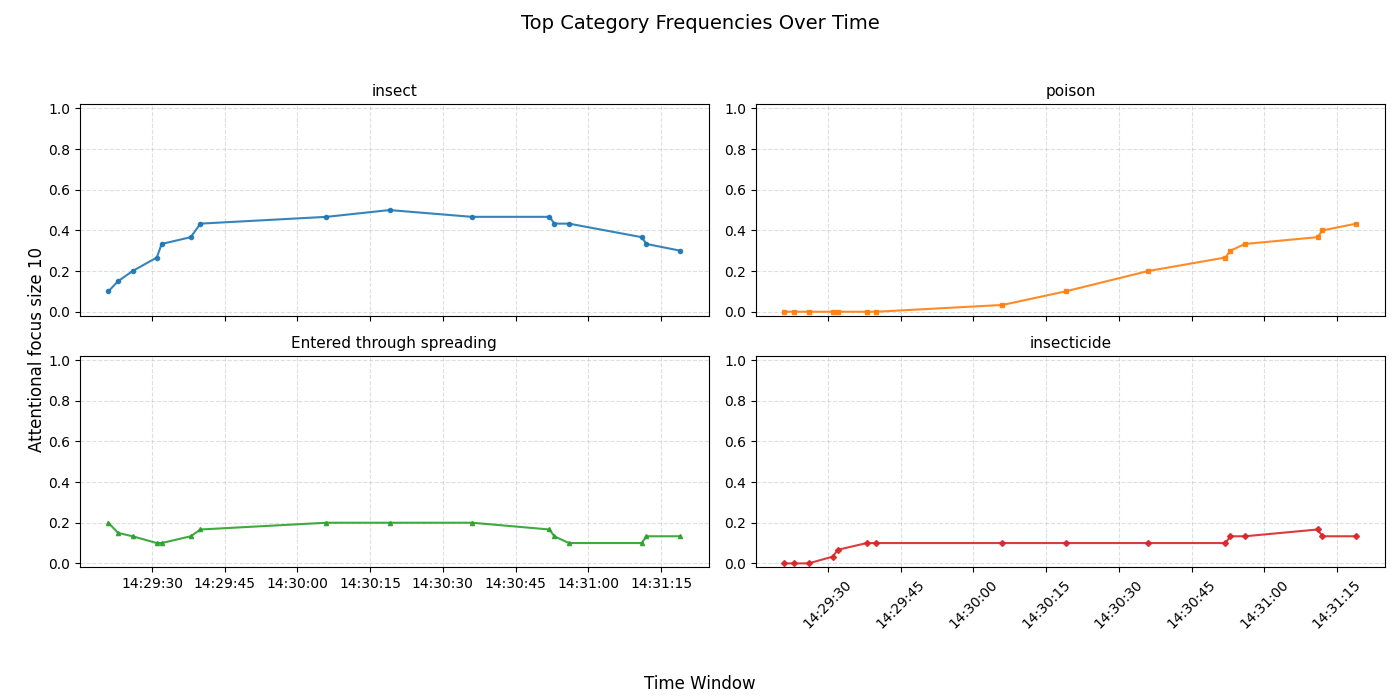 Top Category Frequencies Over Time
insect
1.0
0.8
0.6
0.4
0.2
0.0
poison
1.0
0.8
0.6
0.4
0.2
0.0
Attentional focus size 10
Entered through spreading
1.0
0.8
0.6
0.4
0.2
0.0
14:29:30 14:29:45 14:30:00 14:30:15 14:30:30 14:30:45 14:31:00 14:31:15
insecticide
1.0
0.8
0.6
0.4
0.2
0.0
14:29:30 14:29:45 14:30:00 14:30:15 14:30:30 14:30:45 14:31:00 14:31:15
Time Window